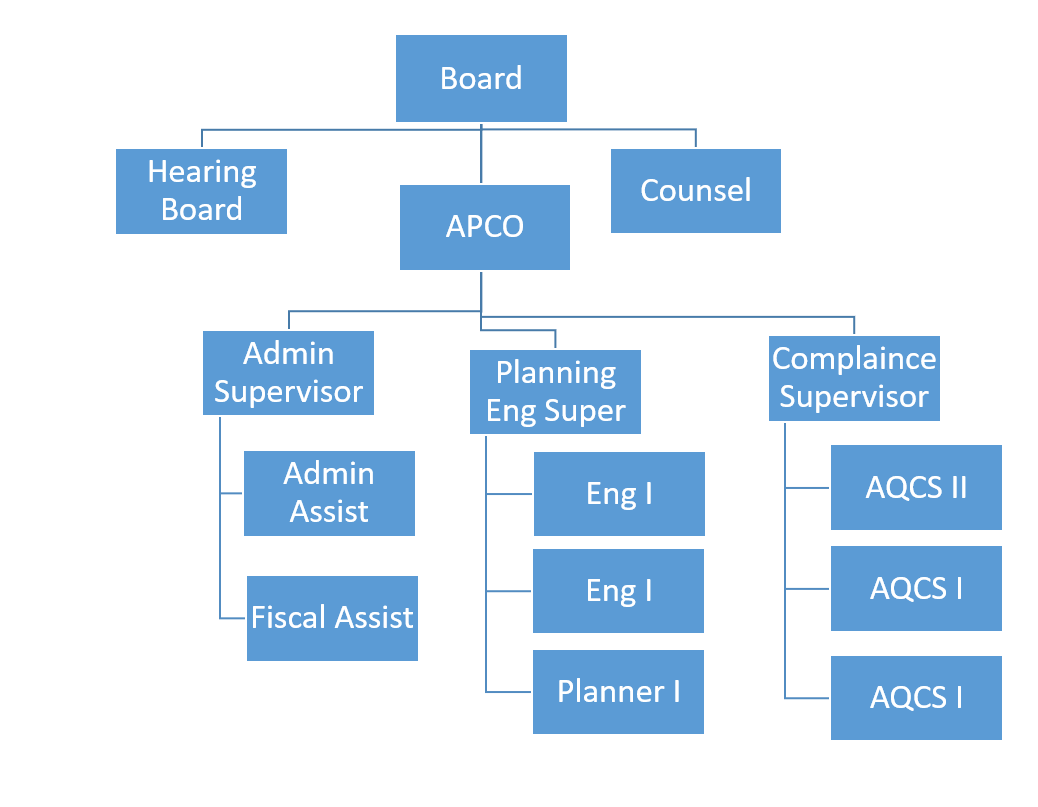 Board
Hearing
Board
APCO
Counsel
Admin
Supervisor
Admin
Assist
Fiscal Assist
Planning
Eng Super
Eng I
Eng I
Planner I
Complaince
Supervisor
AQCS II
AQCS I
AQCS I